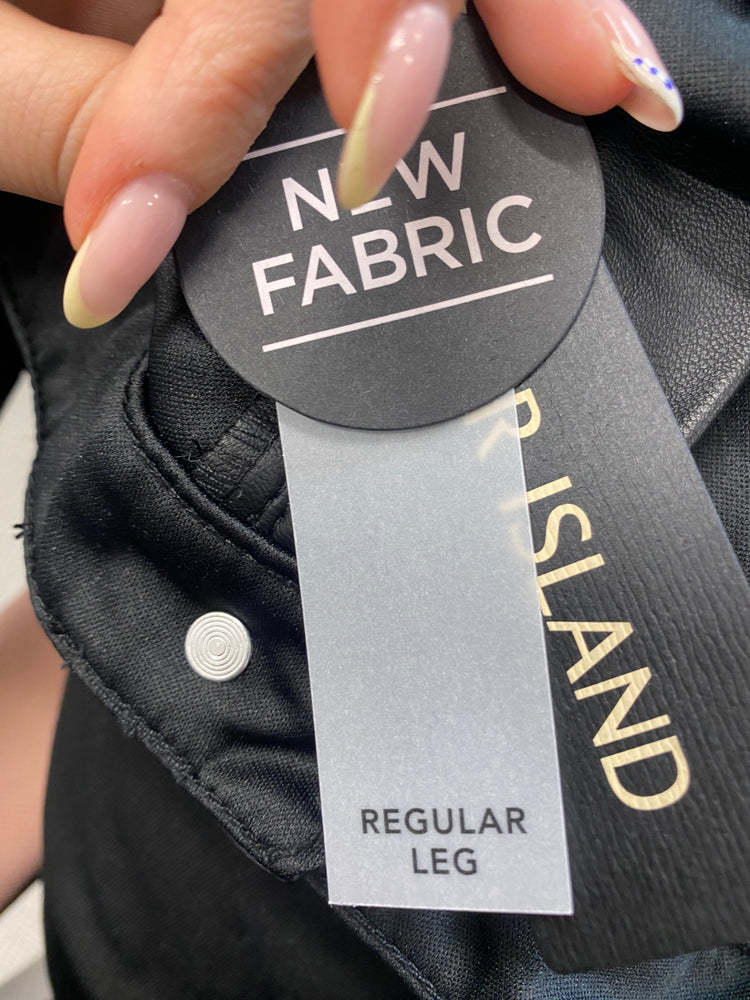 NEW
FABRIC
R ISLAND
REGULAR
LEG